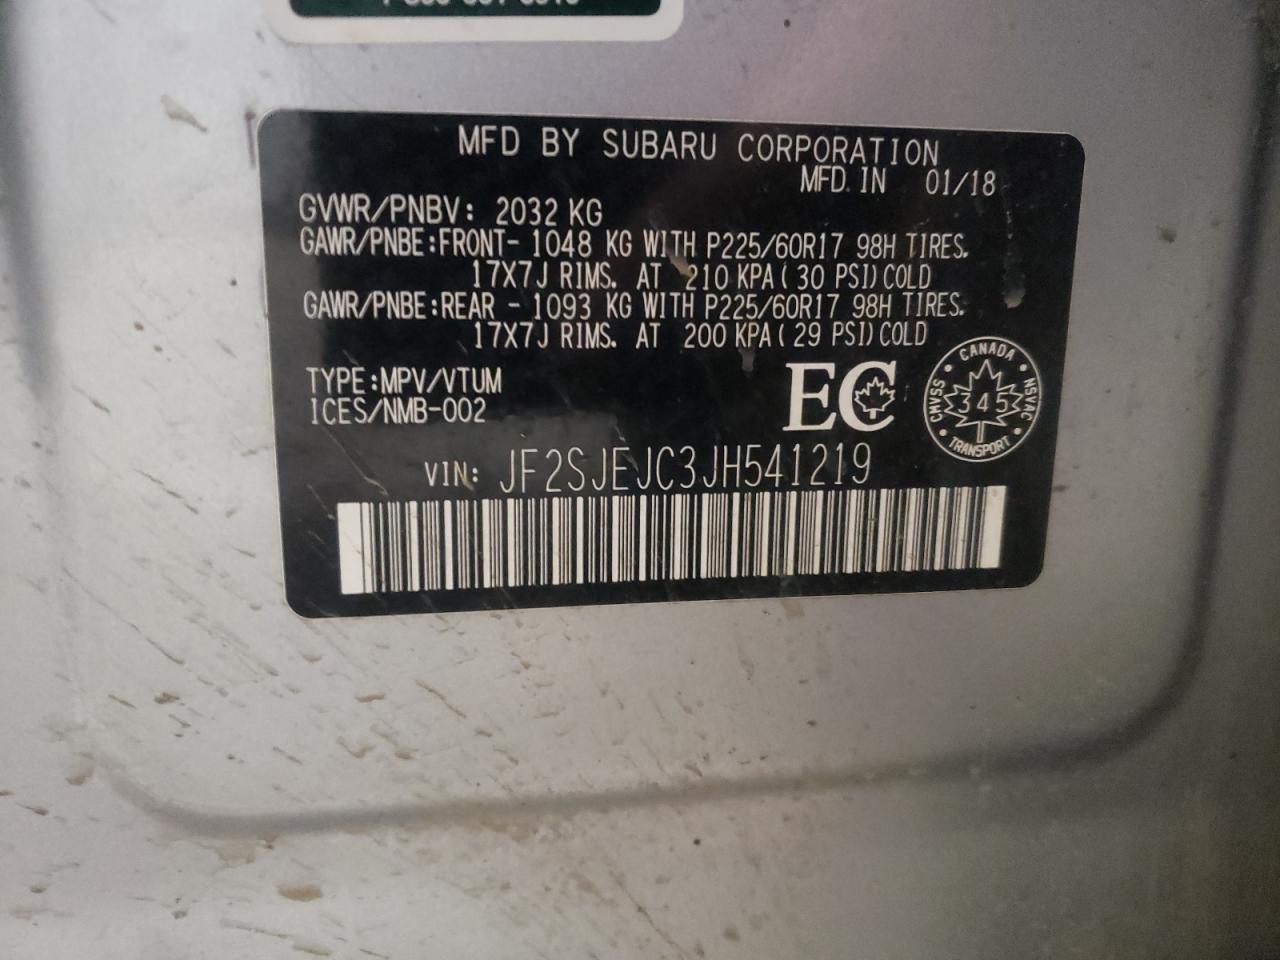 MFD BY SUBARU CORPORATION
MFD IN 01/18
GVWR/PNBV: 2032 KG
GAWR/PNBE:FRONT- 1048 KG WITH P225/60R17 98H TIRES.
17X7J RIMS. AT 210 KPA(30 PSI)COLD
GAWR/PNBE:REAR - 1093 KG WITH P225/60R17 98H TIRES.
17X7J RIMS. AT 200 KPA(29 PSI)COLD
TYPE:MPV/VTUM
ICES/NMB-002
EC
CANADA
CMVSS
345
NSVAC
TRANSPORT
VIN: JF2SJEJC3JH541219